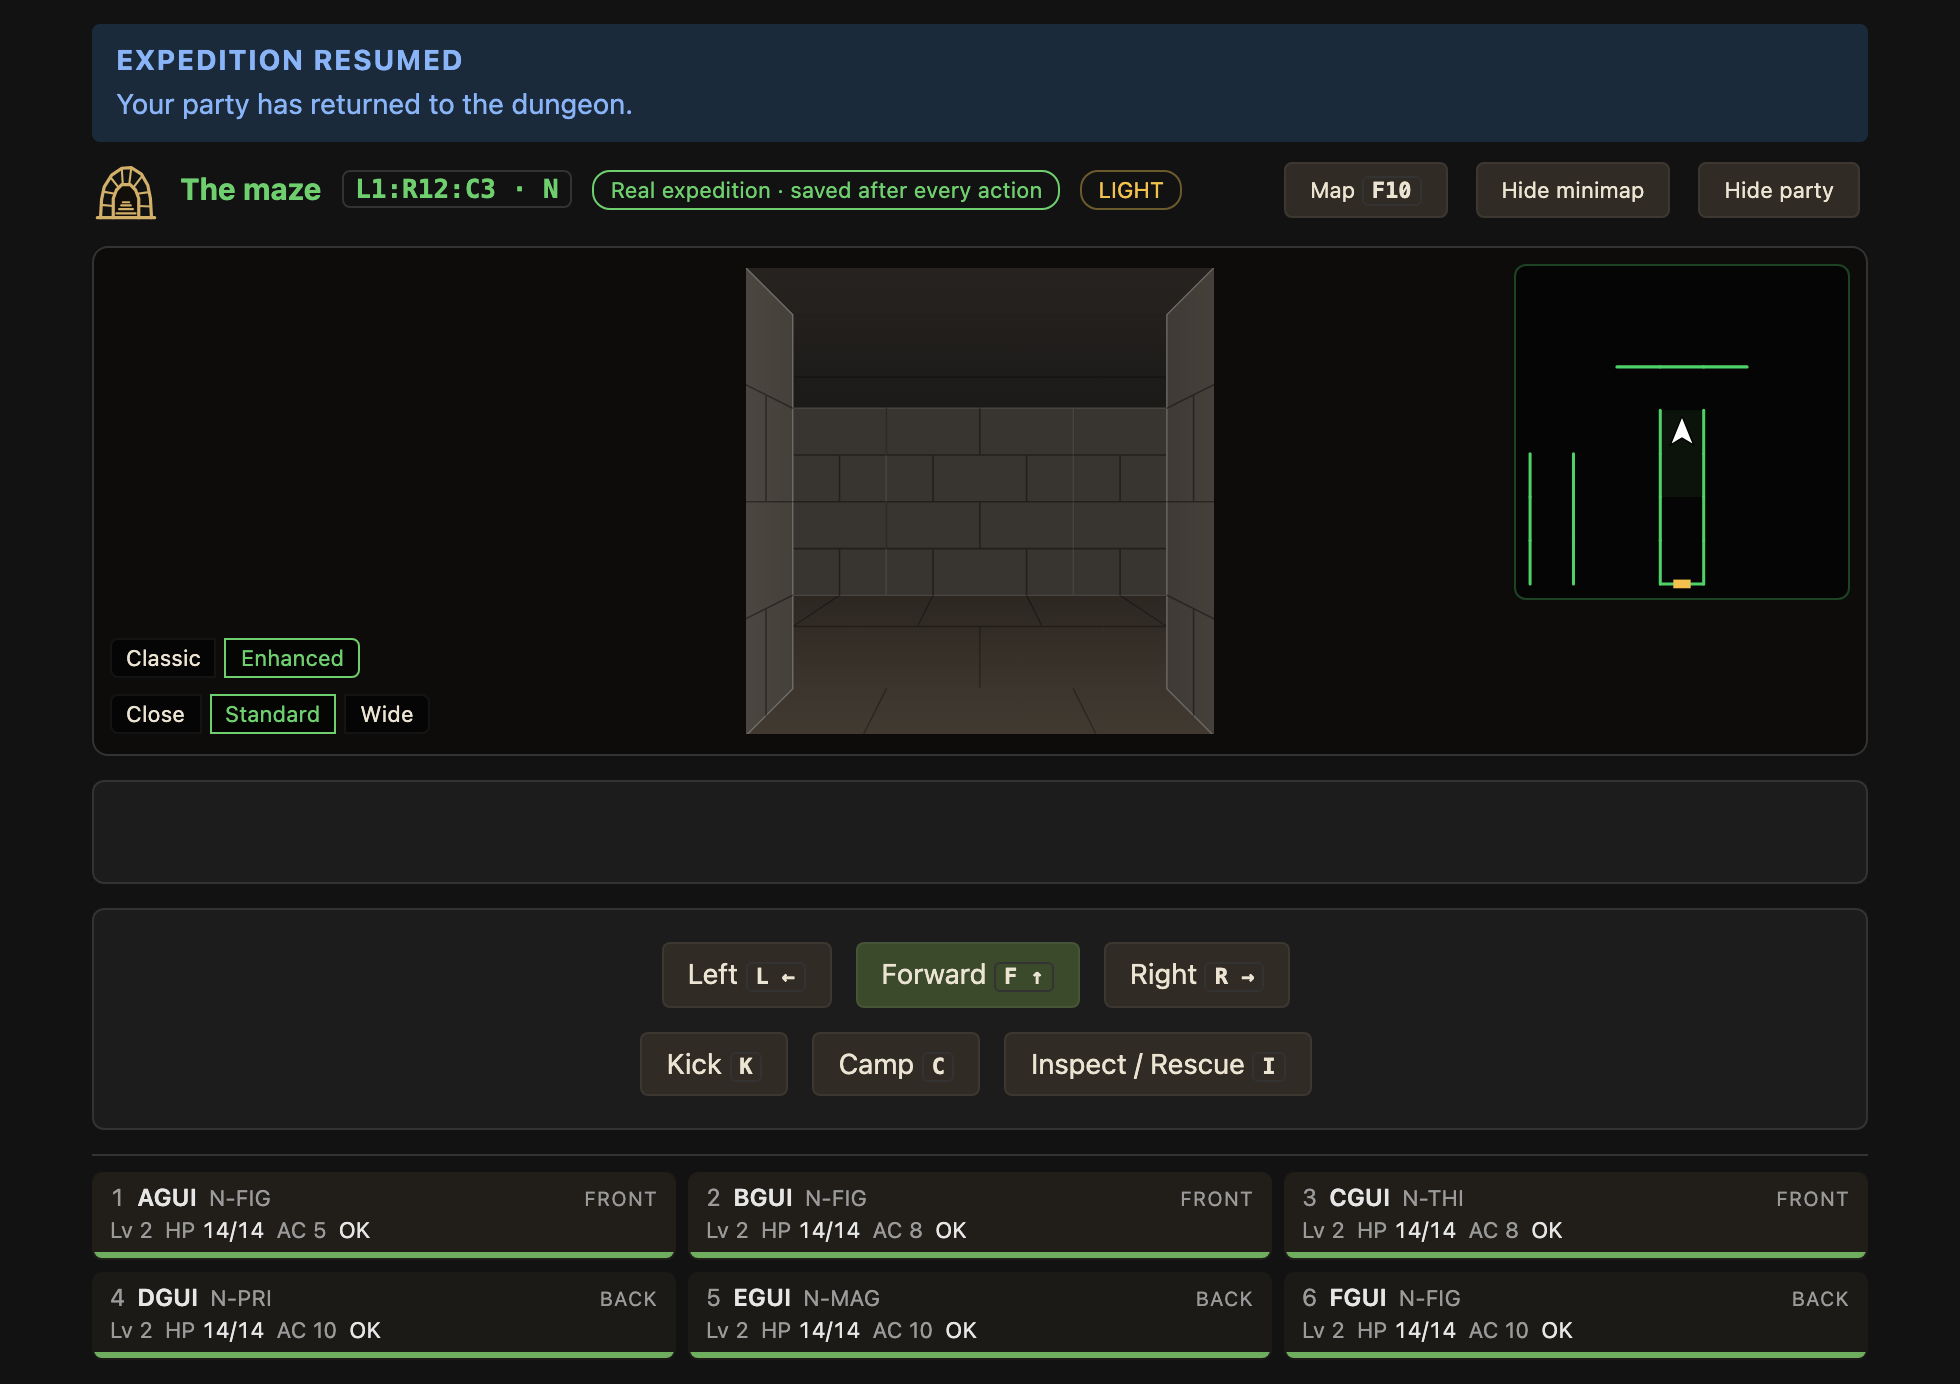 EXPEDITION RESUMED
Your party has returned to the dungeon.
The maze L1:R12:C3 · N Real expedition · saved after every action LIGHT Map F10 Hide minimap Hide party
Classic Enhanced
Close Standard Wide
Left L ← Forward F ↑ Right R →
Kick K Camp C Inspect / Rescue I
1 AGUI N-FIG FRONT
Lv 2 HP 14/14 AC 5 OK
2 BGUI N-FIG FRONT
Lv 2 HP 14/14 AC 8 OK
3 CGUI N-THI FRONT
Lv 2 HP 14/14 AC 8 OK
4 DGUI N-PRI BACK
Lv 2 HP 14/14 AC 10 OK
5 EGUI N-MAG BACK
Lv 2 HP 14/14 AC 10 OK
6 FGUI N-FIG BACK
Lv 2 HP 14/14 AC 10 OK